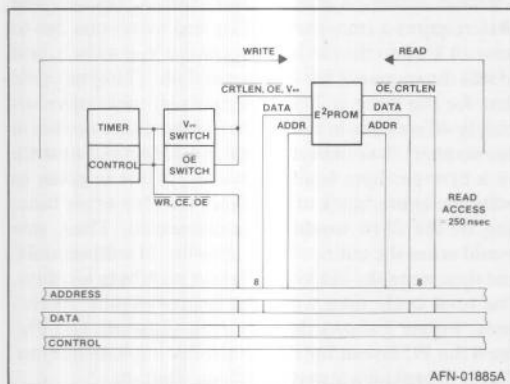 WRITE
READ
CRTLEN, OE, Vpp
OE, CRTLEN
DATA
DATA
E²PROM
ADDR
ADDR
TIMER
SWITCH
CONTROL
OE
SWITCH
WR, CE, OE
READ
ACCESS
~ 250 nsec
8
8
ADDRESS
DATA
CONTROL
AFN-01885A